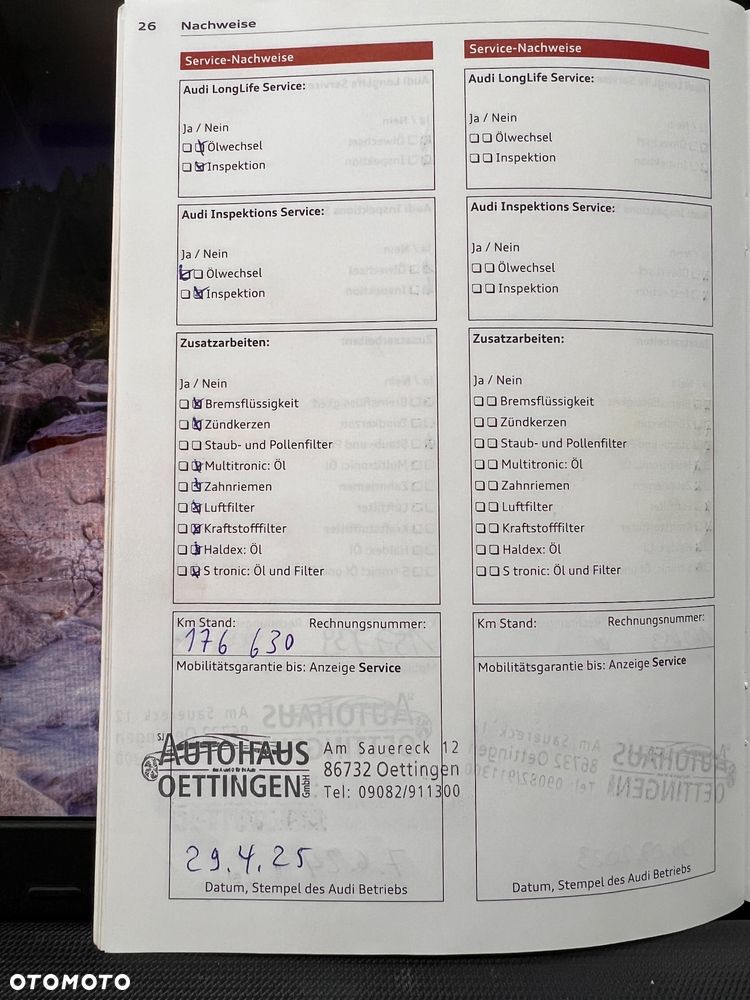 26 Nachweise
Service-Nachweise
Audi LongLife Service:
Ja / Nein
Ölwechsel
Inspektion
Audi Inspektions Service:
Ja / Nein
Ölwechsel
Inspektion
Zusatzarbeiten:
Ja / Nein
Bremsflüssigkeit
Zündkerzen
Staub- und Pollenfilter
Multitronic: Öl
Zahnriemen
Luftfilter
Kraftstofffilter
Haldex: Öl
S tronic: Öl und Filter
Km Stand: Rechnungsnummer:
176 630
Mobilitätsgarantie bis: Anzeige Service
SJ
AUTOHAUS
OETTINGEN GmbH
Am Sauereck 12
86732 Oettingen
Tel: 09082/911300
29.4.25
Datum, Stempel des Audi Betriebs
Service-Nachweise
Audi LongLife Service:
Ja / Nein
Ölwechsel
Inspektion
Audi Inspektions Service:
Ja / Nein
Ölwechsel
Inspektion
Zusatzarbeiten:
Ja / Nein
Bremsflüssigkeit
Zündkerzen
Staub- und Pollenfilter
Multitronic: Öl
Zahnriemen
Luftfilter
Kraftstofffilter
Haldex: Öl
S tronic: Öl und Filter
Km Stand: Rechnungsnummer:
Mobilitätsgarantie bis: Anzeige Service
Datum, Stempel des Audi Betriebs
OTOMOTO